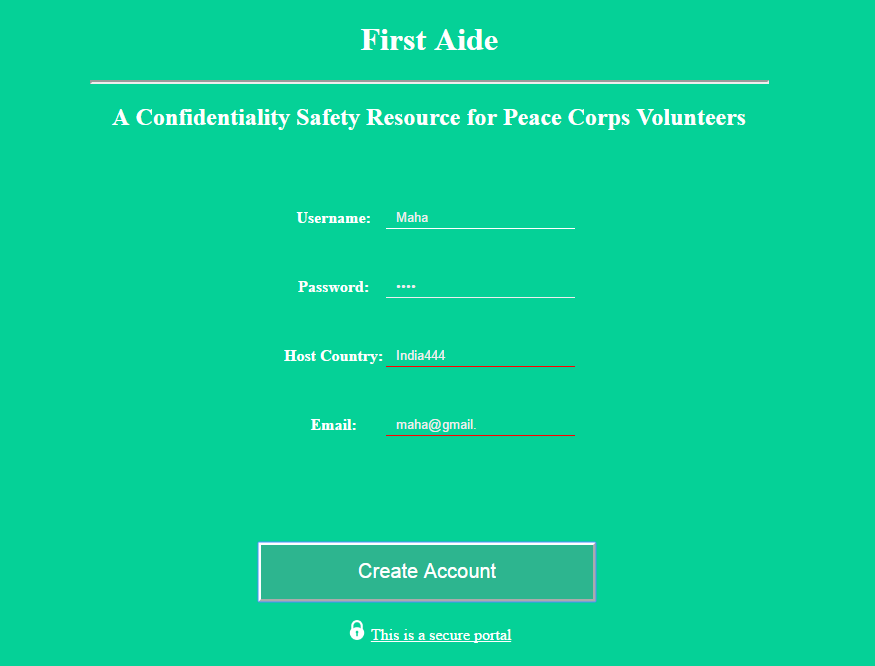 First Aide
A Confidentiality Safety Resource for Peace Corps Volunteers
Username: Maha
Password: ••••
Host Country: India444
Email: maha@gmail.
Create Account
This is a secure portal